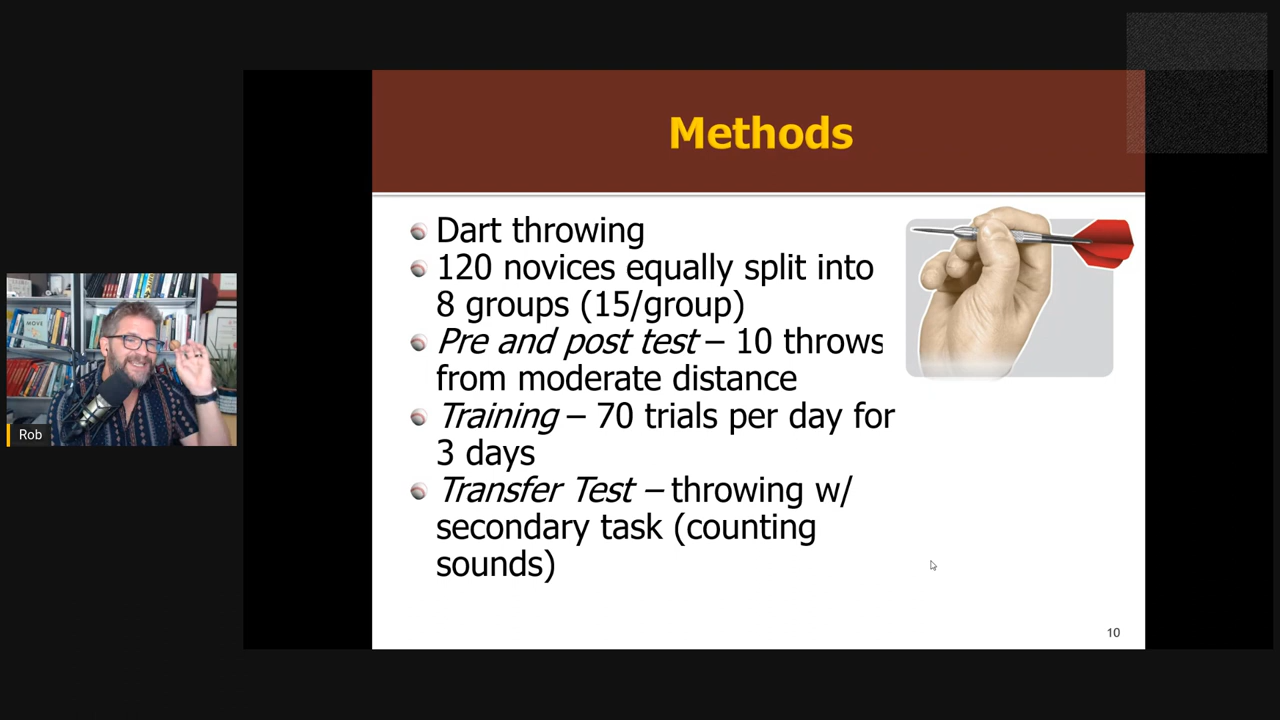 Methods
Dart throwing
120 novices equally split into
8 groups (15/group)
Pre and post test – 10 throws
from moderate distance
Training – 70 trials per day for
3 days
Transfer Test – throwing w/
secondary task (counting
sounds)
10
Rob
MOVE